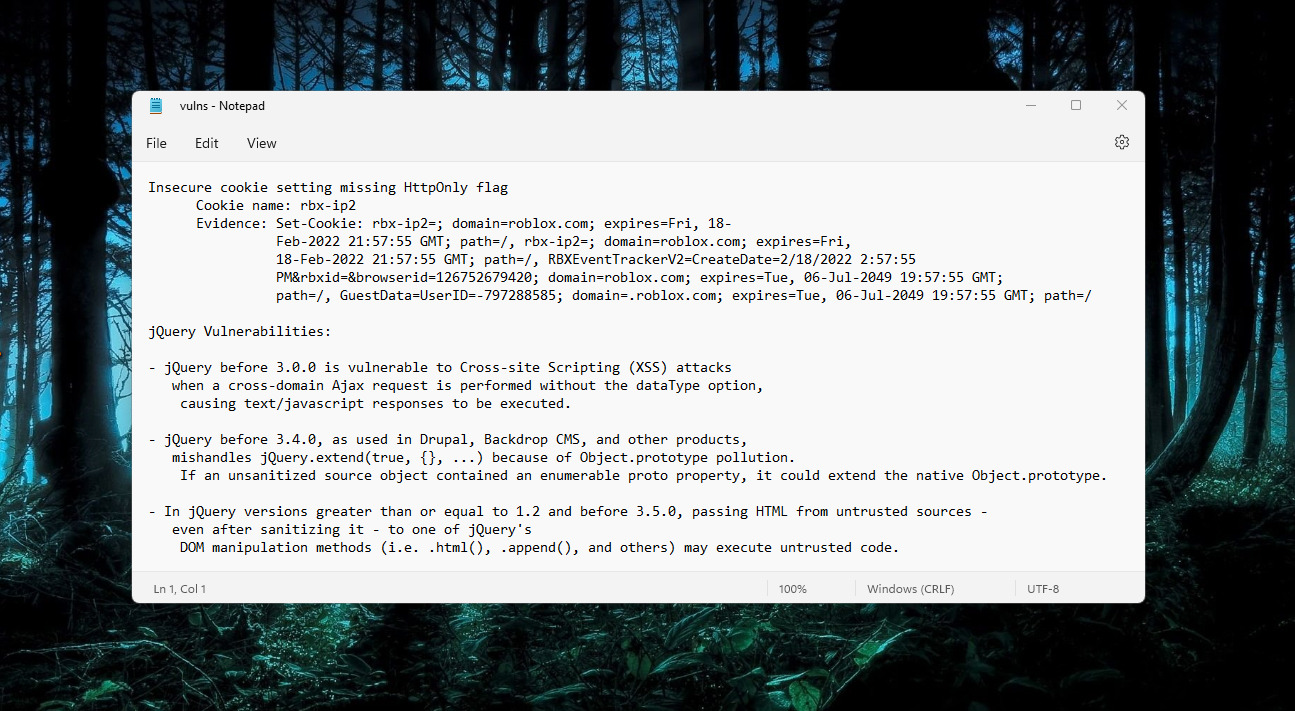 vulns - Notepad
File Edit View
Insecure cookie setting missing HttpOnly flag
Cookie name: rbx-ip2
Evidence: Set-Cookie: rbx-ip2=; domain=roblox.com; expires=Fri, 18-
Feb-2022 21:57:55 GMT; path=/, rbx-ip2=; domain=roblox.com; expires=Fri,
18-Feb-2022 21:57:55 GMT; path=/, RBXEventTrackerV2=CreateDate=2/18/2022 2:57:55
PM&rbxid=&browserid=126752679420; domain=roblox.com; expires=Tue, 06-Jul-2049 19:57:55 GMT;
path=/, GuestData=UserID=-797288585; domain=.roblox.com; expires=Tue, 06-Jul-2049 19:57:55 GMT; path=/
jQuery Vulnerabilities:
- jQuery before 3.0.0 is vulnerable to Cross-site Scripting (XSS) attacks
when a cross-domain Ajax request is performed without the dataType option,
causing text/javascript responses to be executed.
- jQuery before 3.4.0, as used in Drupal, Backdrop CMS, and other products,
mishandles jQuery.extend(true, {}, ...) because of Object.prototype pollution.
If an unsanitized source object contained an enumerable proto property, it could extend the native Object.prototype.
- In jQuery versions greater than or equal to 1.2 and before 3.5.0, passing HTML from untrusted sources -
even after sanitizing it - to one of jQuery's
DOM manipulation methods (i.e. .html(), .append(), and others) may execute untrusted code.
Ln 1, Col 1 100% Windows (CRLF) UTF-8